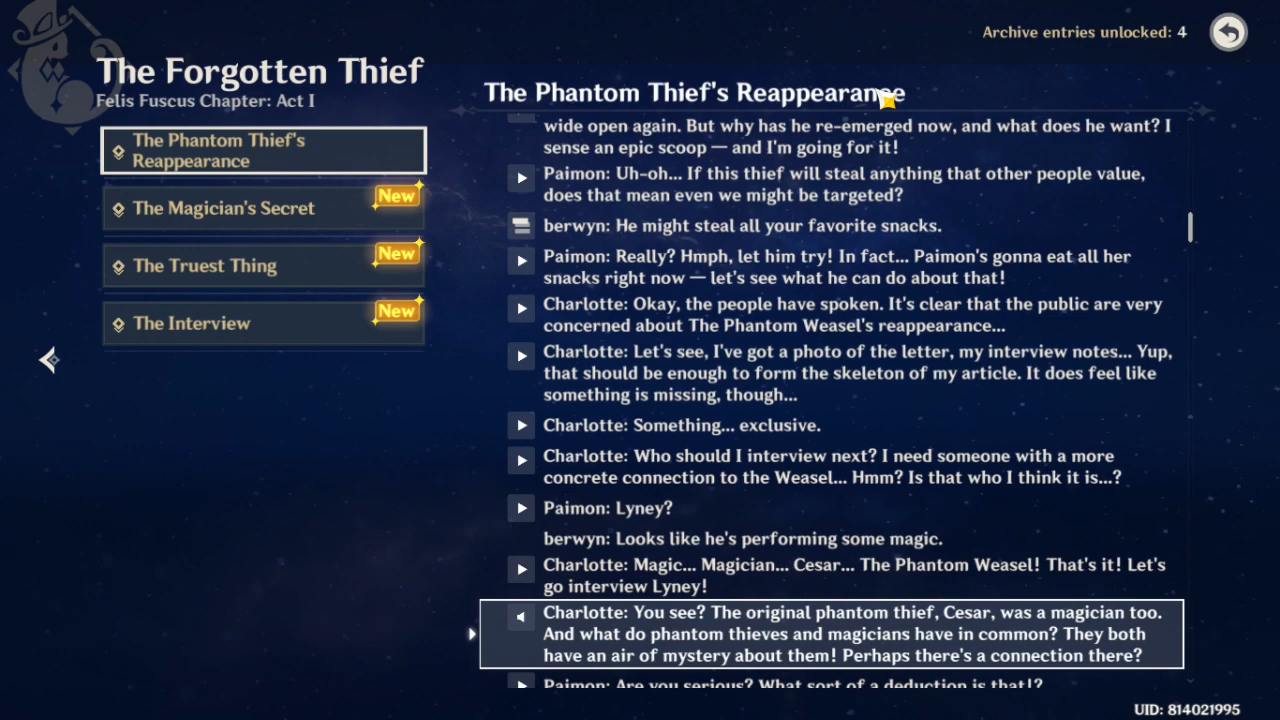 Archive entries unlocked: 4
The Forgotten Thief
Felis Fuscus Chapter: Act I
The Phantom Thief's
Reappearance
The Magician's Secret
New
The Truest Thing
New
The Interview
New
The Phantom Thief's Reappearance
wide open again. But why has he re-emerged now, and what does he want? I
sense an epic scoop — and I'm going for it!
Paimon: Uh-oh... If this thief will steal anything that other people value,
does that mean even we might be targeted?
berwyn: He might steal all your favorite snacks.
Paimon: Really? Hmph, let him try! In fact... Paimon's gonna eat all her
snacks right now — let's see what he can do about that!
Charlotte: Okay, the people have spoken. It's clear that the public are very
concerned about The Phantom Weasel's reappearance...
Charlotte: Let's see, I've got a photo of the letter, my interview notes... Yup,
that should be enough to form the skeleton of my article. It does feel like
something is missing, though...
Charlotte: Something... exclusive.
Charlotte: Who should I interview next? I need someone with a more
concrete connection to the Weasel... Hmm? Is that who I think it is...?
Paimon: Lyney?
berwyn: Looks like he's performing some magic.
Charlotte: Magic... Magician... Cesar... The Phantom Weasel! That's it! Let's
go interview Lyney!
Charlotte: You see? The original phantom thief, Cesar, was a magician too.
And what do phantom thieves and magicians have in common? They both
have an air of mystery about them! Perhaps there's a connection there?
Paimon: Are you serious? What sort of a deduction is that!?
UID: 814021995